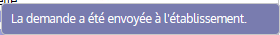 La demande a été envoyée à l'établissement.